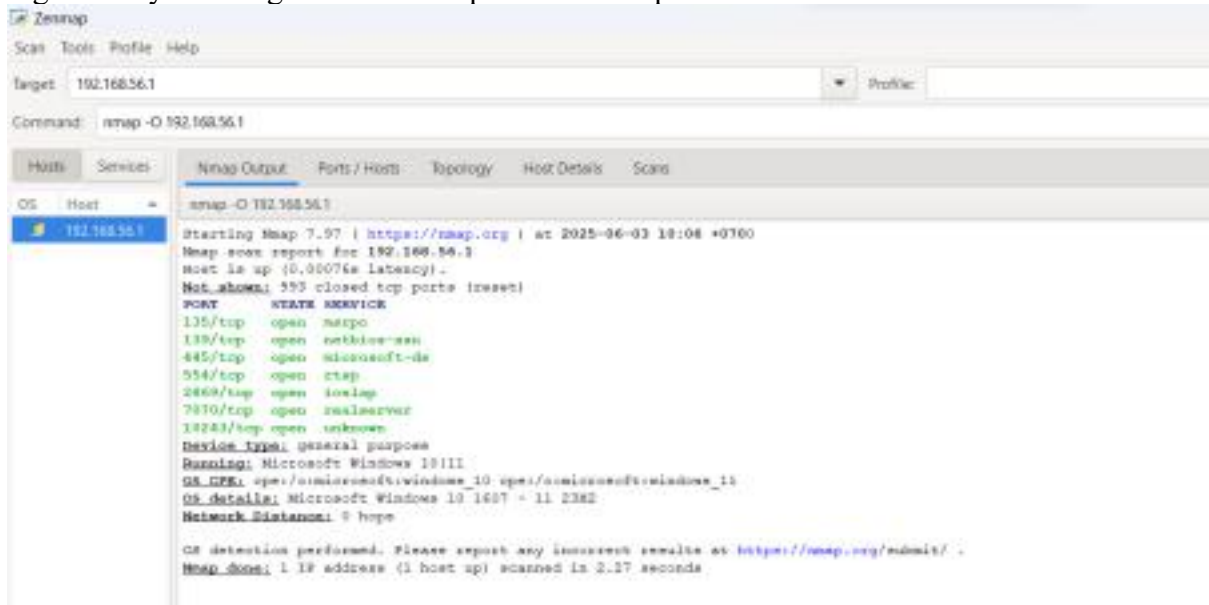 Zenmap
Scan Tools Profile Help
Target: 192.168.56.1 Profile:
Command: nmap -O 192.168.56.1
Hosts Services Nmap Output Ports / Hosts Topology Host Details Scans
OS Host nmap -O 192.168.56.1
192.168.56.1
Starting Nmap 7.97 ( https://nmap.org ) at 2025-06-03 10:06 +0700
Nmap scan report for 192.168.56.1
Host is up (0.00076s latency).
Not shown: 993 closed tcp ports (reset)
PORT STATE SERVICE
135/tcp open msrpc
139/tcp open netbios-ssn
445/tcp open microsoft-ds
554/tcp open rtsp
2869/tcp open icslap
7070/tcp open realserver
10243/tcp open unknown
Device type: general purpose
Running: Microsoft Windows 10|11
OS CPE: cpe:/o:microsoft:windows_10 cpe:/o:microsoft:windows_11
OS details: Microsoft Windows 10 1607 - 11 23H2
Network Distance: 0 hops
OS detection performed. Please report any incorrect results at https://nmap.org/submit/ .
Nmap done: 1 IP address (1 host up) scanned in 2.27 seconds